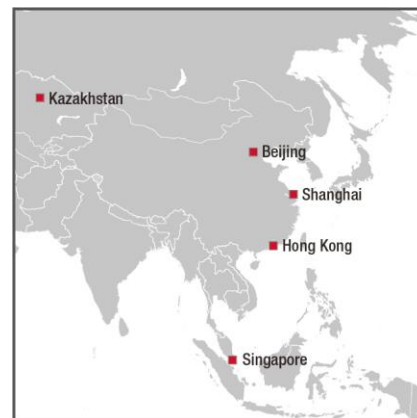 Kazakhstan
Beijing
Shanghai
Hong Kong
Singapore